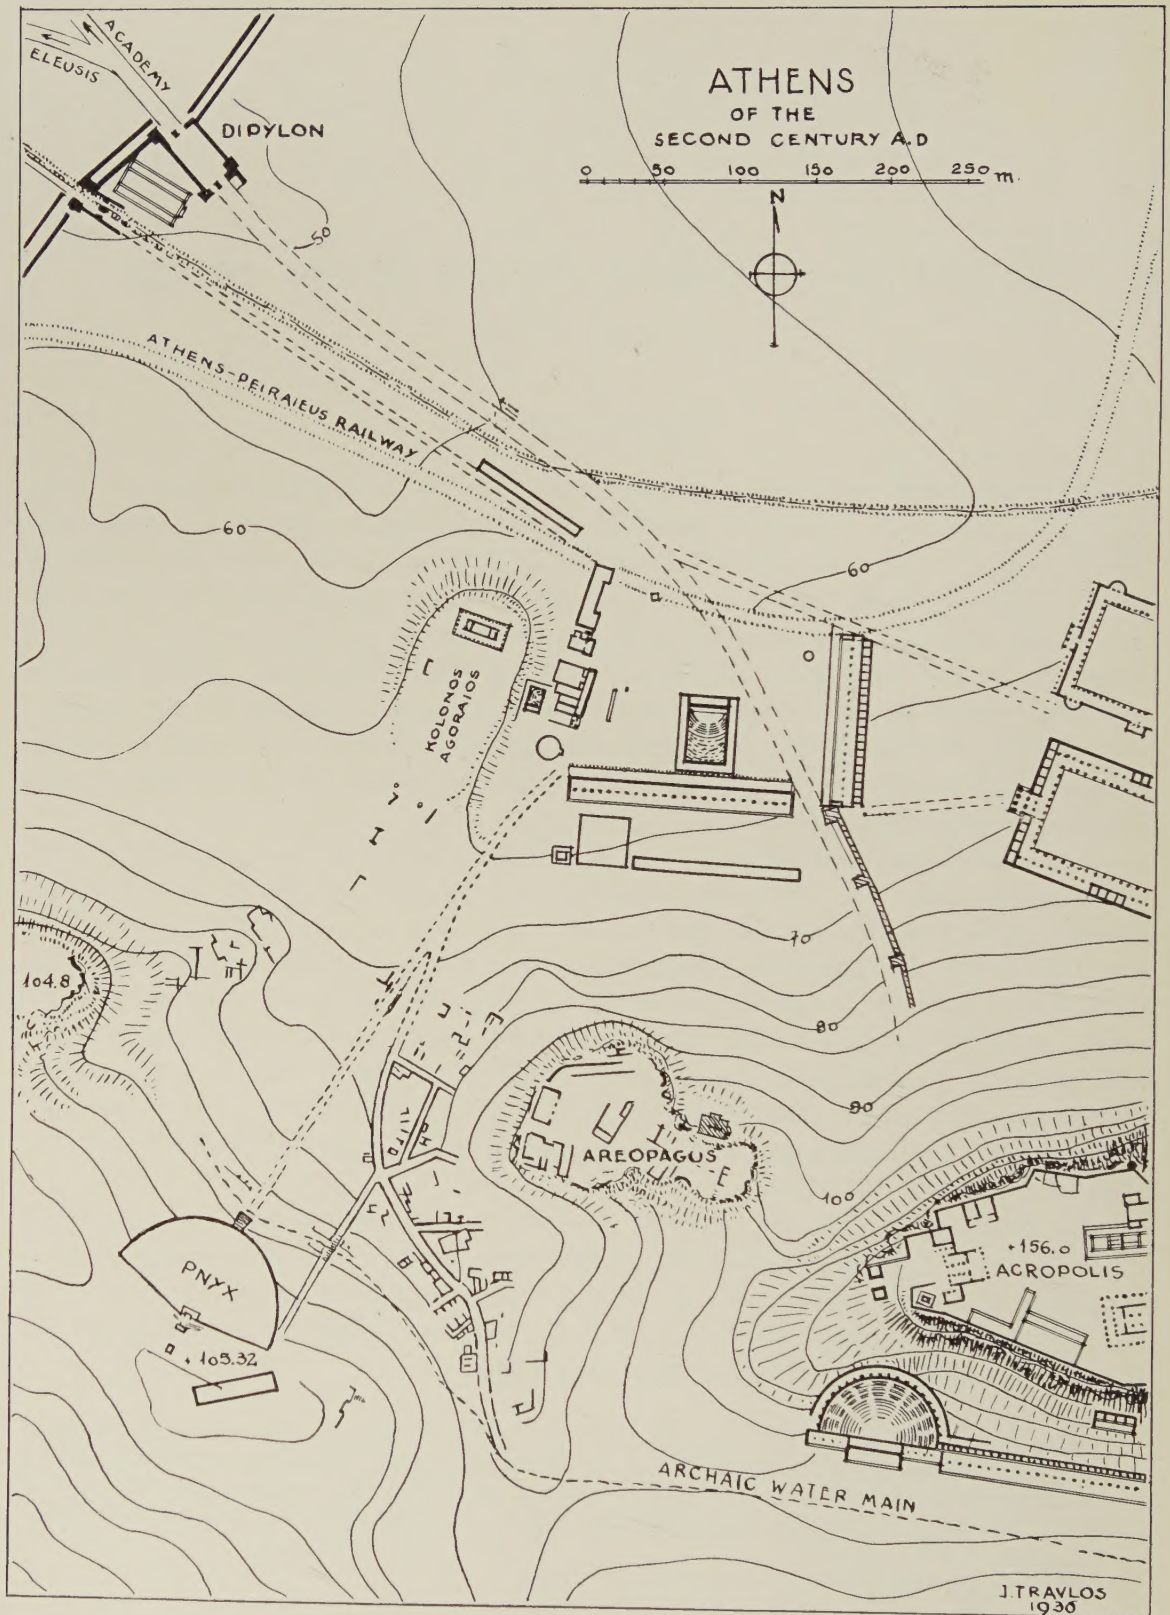 ATHENS
OF THE
SECOND CENTURY A.D
0 50 100 150 200 250 m.
N
ACADEMY
ELEUSIS
DIPYLON
50
ATHENS-PEIRAIEUS RAILWAY
60
60
KOLONOS
AGORAIOS
70
104.8
80
90
AREOPAGUS
100
+156.0
ACROPOLIS
PNYX
+ 105.32
ARCHAIC WATER MAIN
J. TRAVLOS
1936